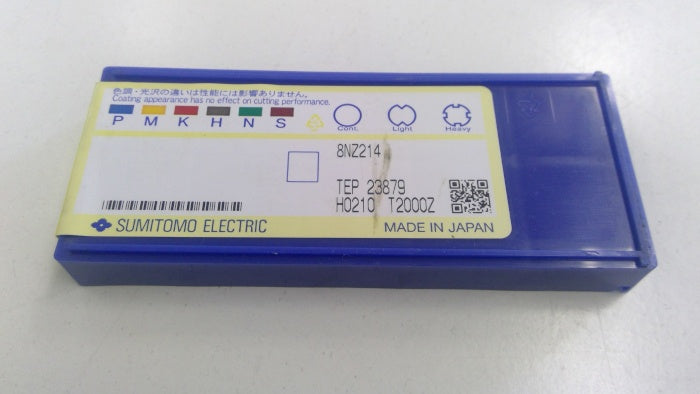 色調・光沢の違いは性能には影響ありません。
Coating appearance has no effect on cutting performance.
P M K H N S
Cont. Light Heavy
8NZ214
TEP 23879
H0210 T2000Z
SUMITOMO ELECTRIC
MADE IN JAPAN